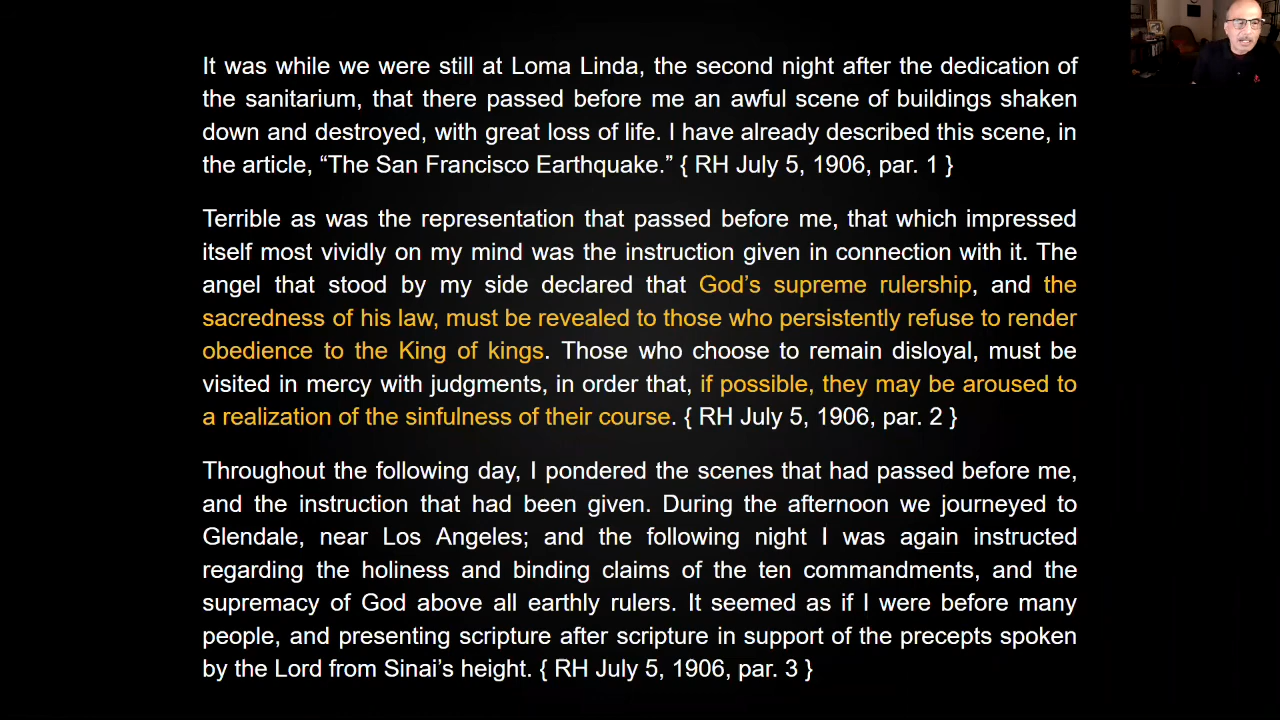 It was while we were still at Loma Linda, the second night after the dedication of
the sanitarium, that there passed before me an awful scene of buildings shaken
down and destroyed, with great loss of life. I have already described this scene, in
the article, “The San Francisco Earthquake.” { RH July 5, 1906, par. 1 }
Terrible as was the representation that passed before me, that which impressed
itself most vividly on my mind was the instruction given in connection with it. The
angel that stood by my side declared that God’s supreme rulership, and the
sacredness of his law, must be revealed to those who persistently refuse to render
obedience to the King of kings. Those who choose to remain disloyal, must be
visited in mercy with judgments, in order that, if possible, they may be aroused to
a realization of the sinfulness of their course. { RH July 5, 1906, par. 2 }
Throughout the following day, I pondered the scenes that had passed before me,
and the instruction that had been given. During the afternoon we journeyed to
Glendale, near Los Angeles; and the following night I was again instructed
regarding the holiness and binding claims of the ten commandments, and the
supremacy of God above all earthly rulers. It seemed as if I were before many
people, and presenting scripture after scripture in support of the precepts spoken
by the Lord from Sinai’s height. { RH July 5, 1906, par. 3 }